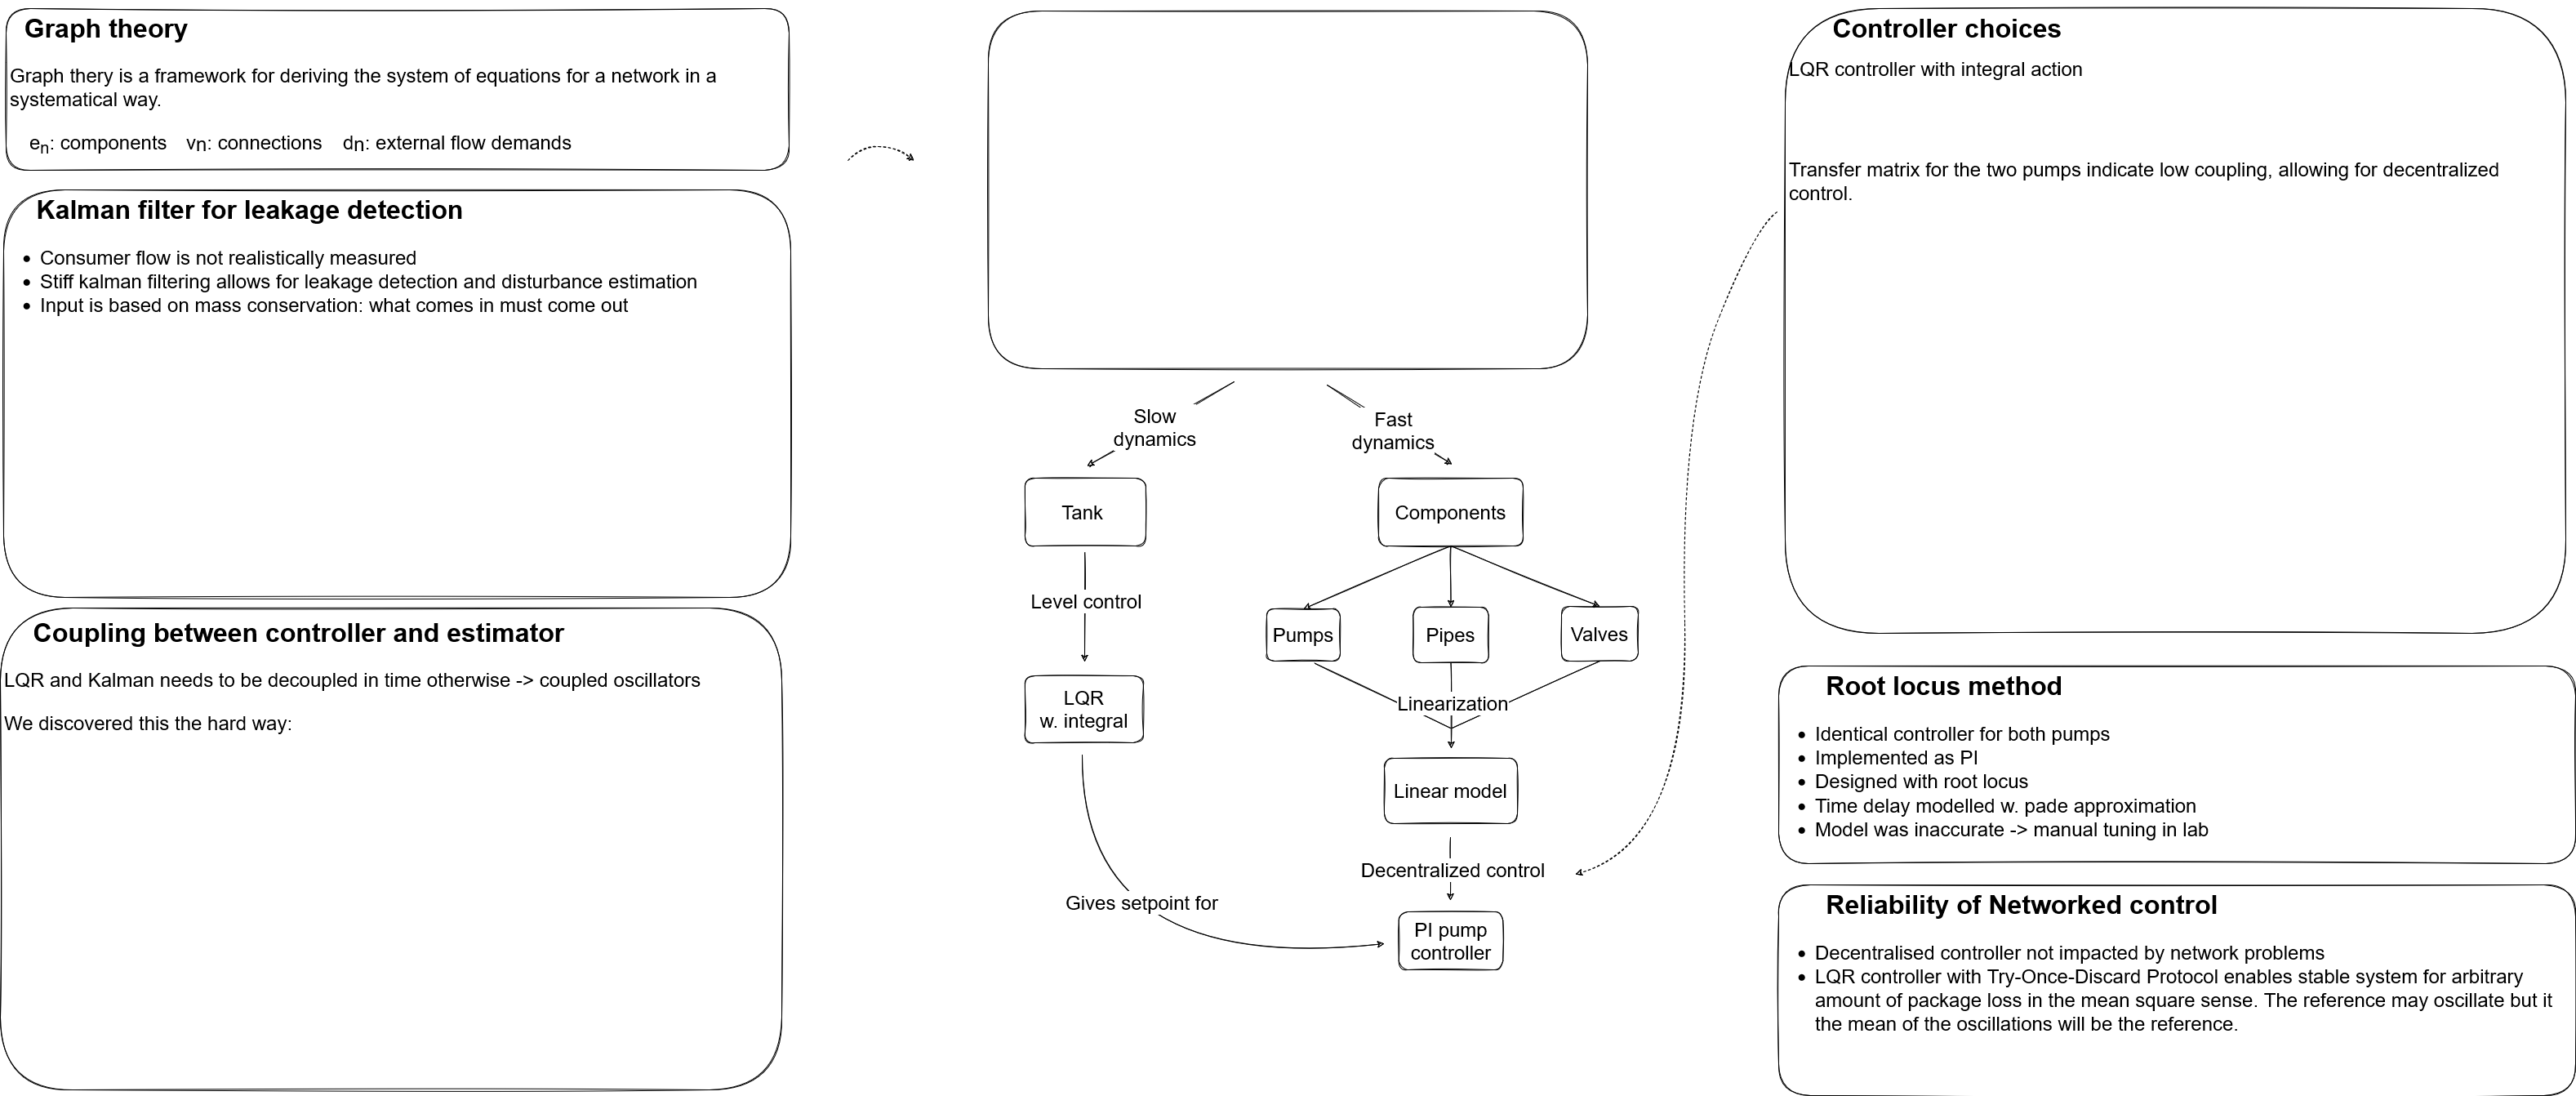 Graph theory
Graph thery is a framework for deriving the system of equations for a network in a
systematical way.
en: components vn: connections dn: external flow demands
Kalman filter for leakage detection
• Consumer flow is not realistically measured
• Stiff kalman filtering allows for leakage detection and disturbance estimation
• Input is based on mass conservation: what comes in must come out
Coupling between controller and estimator
LQR and Kalman needs to be decoupled in time otherwise -> coupled oscillators
We discovered this the hard way:
Slow
dynamics
Fast
dynamics
Tank
Components
Level control
Pumps
Pipes
Valves
LQR
w. integral
Linearization
Linear model
Decentralized control
Gives setpoint for
PI pump
controller
Controller choices
LQR controller with integral action
Transfer matrix for the two pumps indicate low coupling, allowing for decentralized
control.
Root locus method
• Identical controller for both pumps
• Implemented as PI
• Designed with root locus
• Time delay modelled w. pade approximation
• Model was inaccurate -> manual tuning in lab
Reliability of Networked control
• Decentralised controller not impacted by network problems
• LQR controller with Try-Once-Discard Protocol enables stable system for arbitrary
amount of package loss in the mean square sense. The reference may oscillate but it
the mean of the oscillations will be the reference.